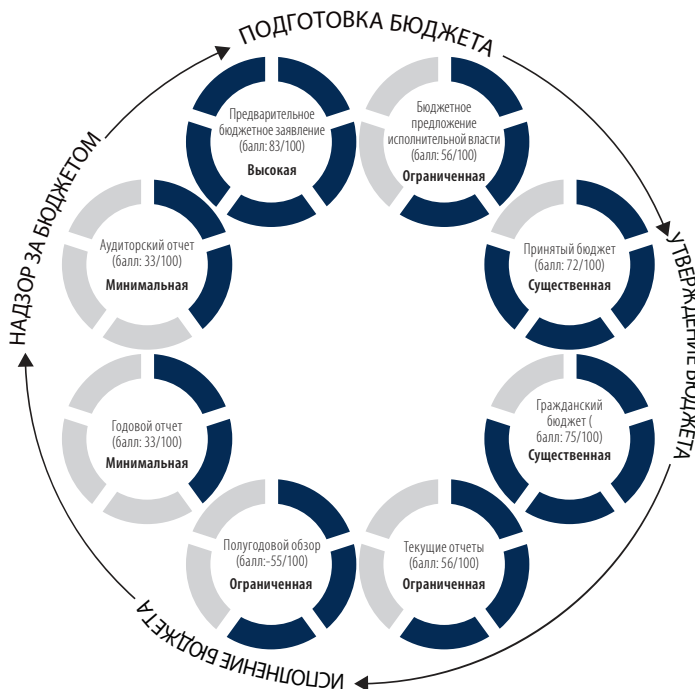 ПОДГОТОВКА БЮДЖЕТА
Предварительное
бюджетное заявление
(балл: 83/100)
Высокая
Бюджетное
предложение
исполнительной власти
(балл: 56/100)
Ограниченная
УТВЕРЖДЕНИЕ БЮДЖЕТА
Принятый бюджет
(балл: 72/100)
Существенная
Гражданский
бюджет (
балл: 75/100)
Существенная
Текущие отчеты
(балл: 56/100)
Ограниченная
ИСПОЛНЕНИЕ БЮДЖЕТА
Полугодовой обзор
(балл:-55/100)
Ограниченная
Годовой отчет
(балл: 33/100)
Минимальная
НАДЗОР ЗА БЮДЖЕТОМ
Аудиторский отчет
(балл: 33/100)
Минимальная